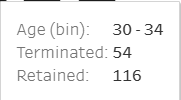 Age (bin): 30 - 34
Terminated: 54
Retained: 116